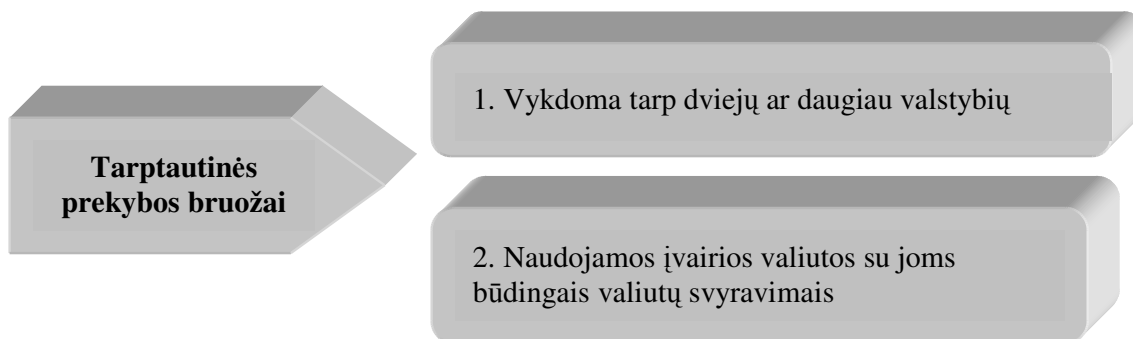 Tarptautinės
prekybos bruožai
1. Vykdoma tarp dviejų ar daugiau valstybių
2. Naudojamos įvairios valiutos su joms
būdingais valiutų svyravimais